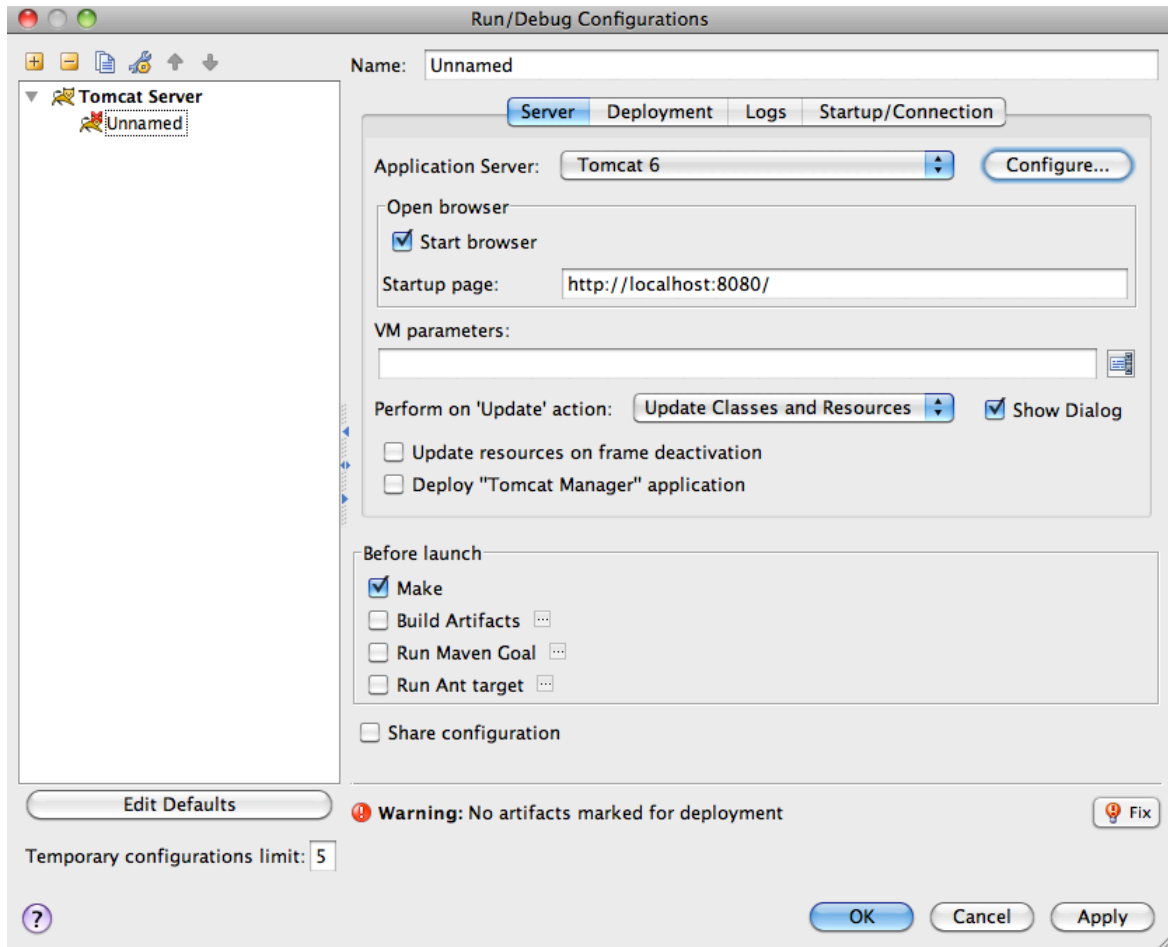 Run/Debug Configurations
Tomcat Server
Unnamed
Name: Unnamed
Server Deployment Logs Startup/Connection
Application Server: Tomcat 6 Configure...
Open browser
Start browser
Startup page: http://localhost:8080/
VM parameters:
Perform on 'Update' action: Update Classes and Resources Show Dialog
Update resources on frame deactivation
Deploy "Tomcat Manager" application
Before launch
Make
Build Artifacts ...
Run Maven Goal ...
Run Ant target ...
Share configuration
Edit Defaults
Warning: No artifacts marked for deployment Fix
Temporary configurations limit: 5
? OK Cancel Apply